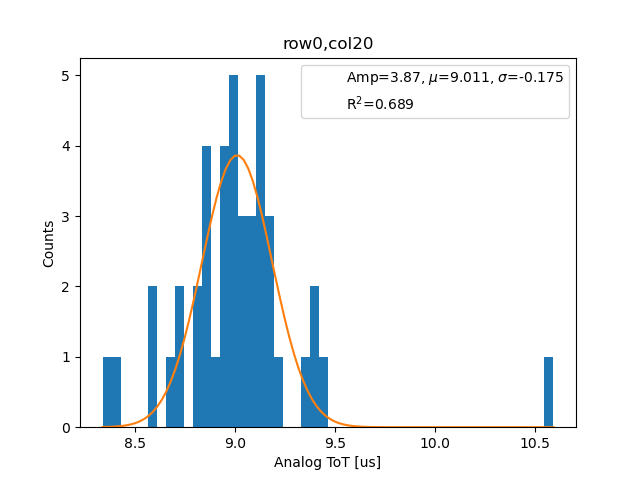 row0,col20
Amp=3.87, μ=9.011, σ=-0.175
R²=0.689
Counts
5
4
3
2
1
0
8.5 9.0 9.5 10.0 10.5
Analog ToT [us]